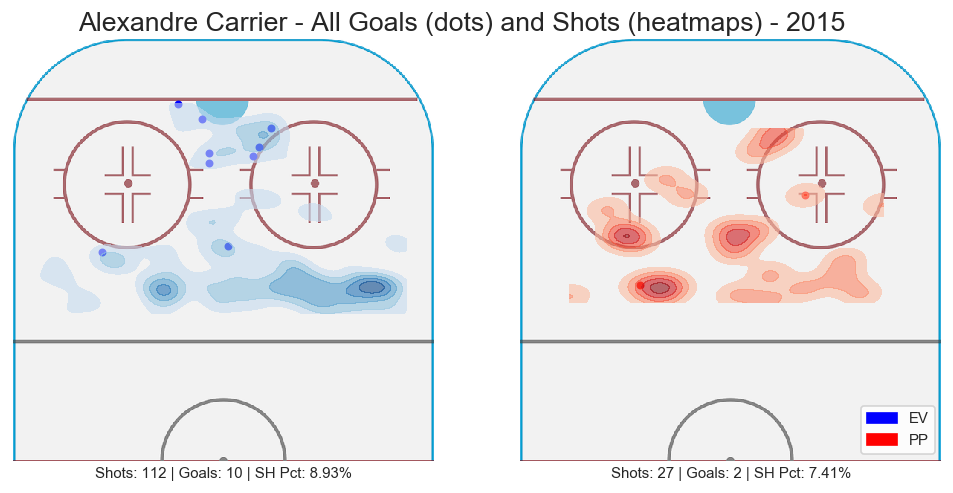 Alexandre Carrier - All Goals (dots) and Shots (heatmaps) - 2015
EV
PP
Shots: 112 | Goals: 10 | SH Pct: 8.93%
Shots: 27 | Goals: 2 | SH Pct: 7.41%